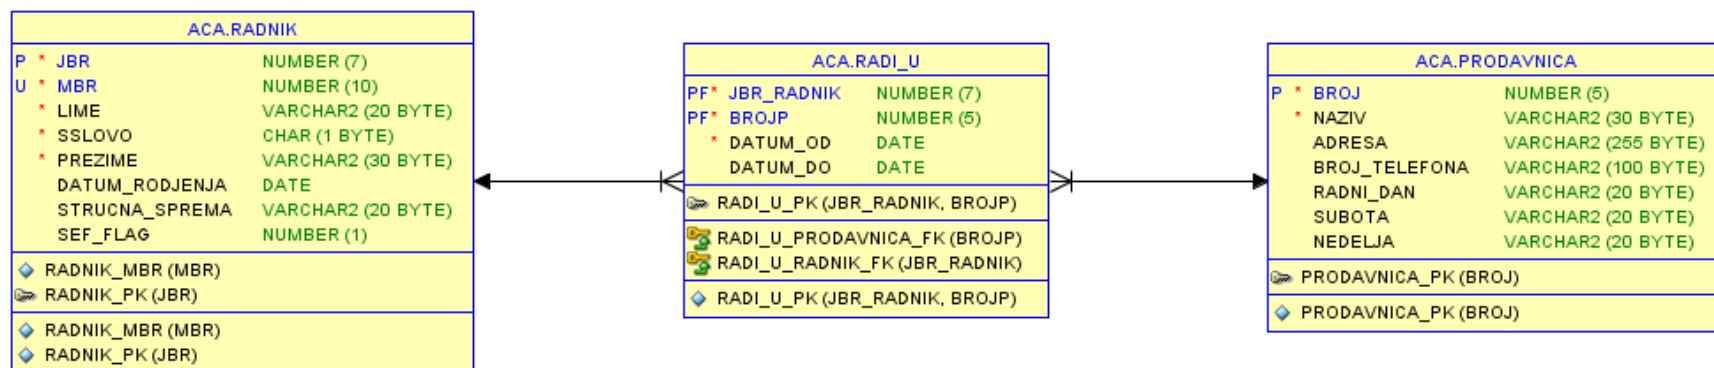 ACA.RADNIK
P * JBR NUMBER (7)
U * MBR NUMBER (10)
* LIME VARCHAR2 (20 BYTE)
* SSLOVO CHAR (1 BYTE)
* PREZIME VARCHAR2 (30 BYTE)
DATUM_RODJENJA DATE
STRUCNA_SPREMA VARCHAR2 (20 BYTE)
SEF_FLAG NUMBER (1)
RADNIK_MBR (MBR)
RADNIK_PK (JBR)
RADNIK_MBR (MBR)
RADNIK_PK (JBR)
ACA.RADI_U
PF* JBR_RADNIK NUMBER (7)
PF* BROJP NUMBER (5)
* DATUM_OD DATE
DATUM_DO DATE
RADI_U_PK (JBR_RADNIK, BROJP)
RADI_U_PRODAVNICA_FK (BROJP)
RADI_U_RADNIK_FK (JBR_RADNIK)
RADI_U_PK (JBR_RADNIK, BROJP)
ACA.PRODAVNICA
P * BROJ NUMBER (5)
* NAZIV VARCHAR2 (30 BYTE)
ADRESA VARCHAR2 (255 BYTE)
BROJ_TELEFONA VARCHAR2 (100 BYTE)
RADNI_DAN VARCHAR2 (20 BYTE)
SUBOTA VARCHAR2 (20 BYTE)
NEDELJA VARCHAR2 (20 BYTE)
PRODAVNICA_PK (BROJ)
PRODAVNICA_PK (BROJ)